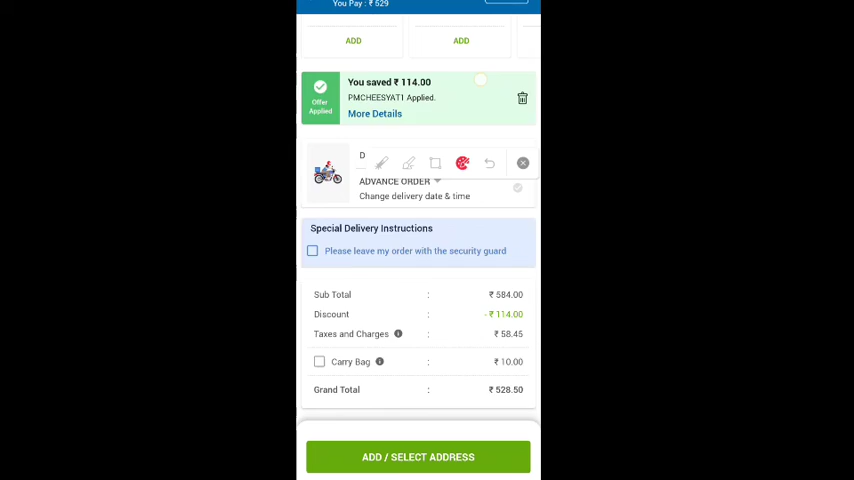 You Pay : ₹ 529
ADD ADD
You saved ₹ 114.00
PMCHEESYAT1 Applied.
Offer
Applied
More Details
D
ADVANCE ORDER
Change delivery date & time
Special Delivery Instructions
Please leave my order with the security guard
Sub Total : ₹ 584.00
Discount : - ₹ 114.00
Taxes and Charges : ₹ 58.45
Carry Bag : ₹ 10.00
Grand Total : ₹ 528.50
ADD / SELECT ADDRESS